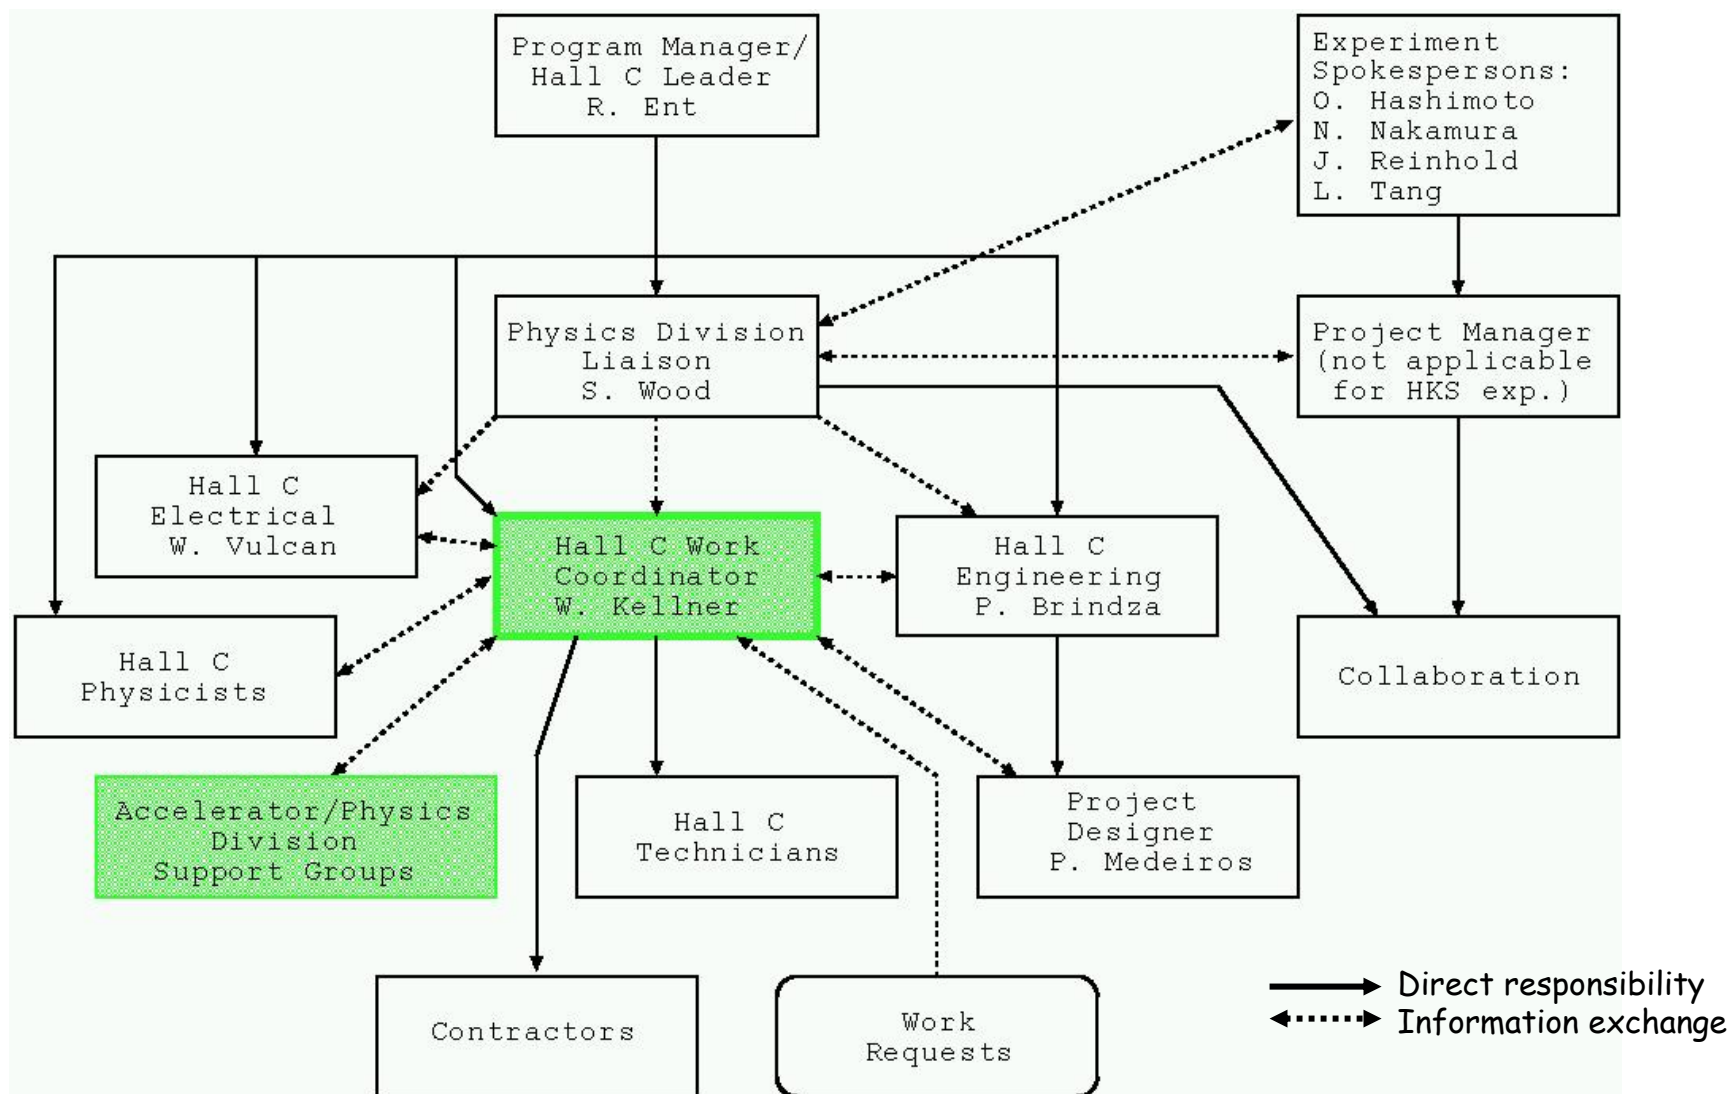 Program Manager/
Hall C Leader
R. Ent
Experiment
Spokespersons:
O. Hashimoto
N. Nakamura
J. Reinhold
L. Tang
Physics Division
Liaison
S. Wood
Project Manager
(not applicable
for HKS exp.)
Hall C
Electrical
W. Vulcan
Hall C Work
Coordinator
W. Kellner
Hall C
Engineering
P. Brindza
Hall C
Physicists
Collaboration
Accelerator/Physics
Division
Support Groups
Hall C
Technicians
Project
Designer
P. Medeiros
Contractors
Work
Requests
Direct responsibility
Information exchange